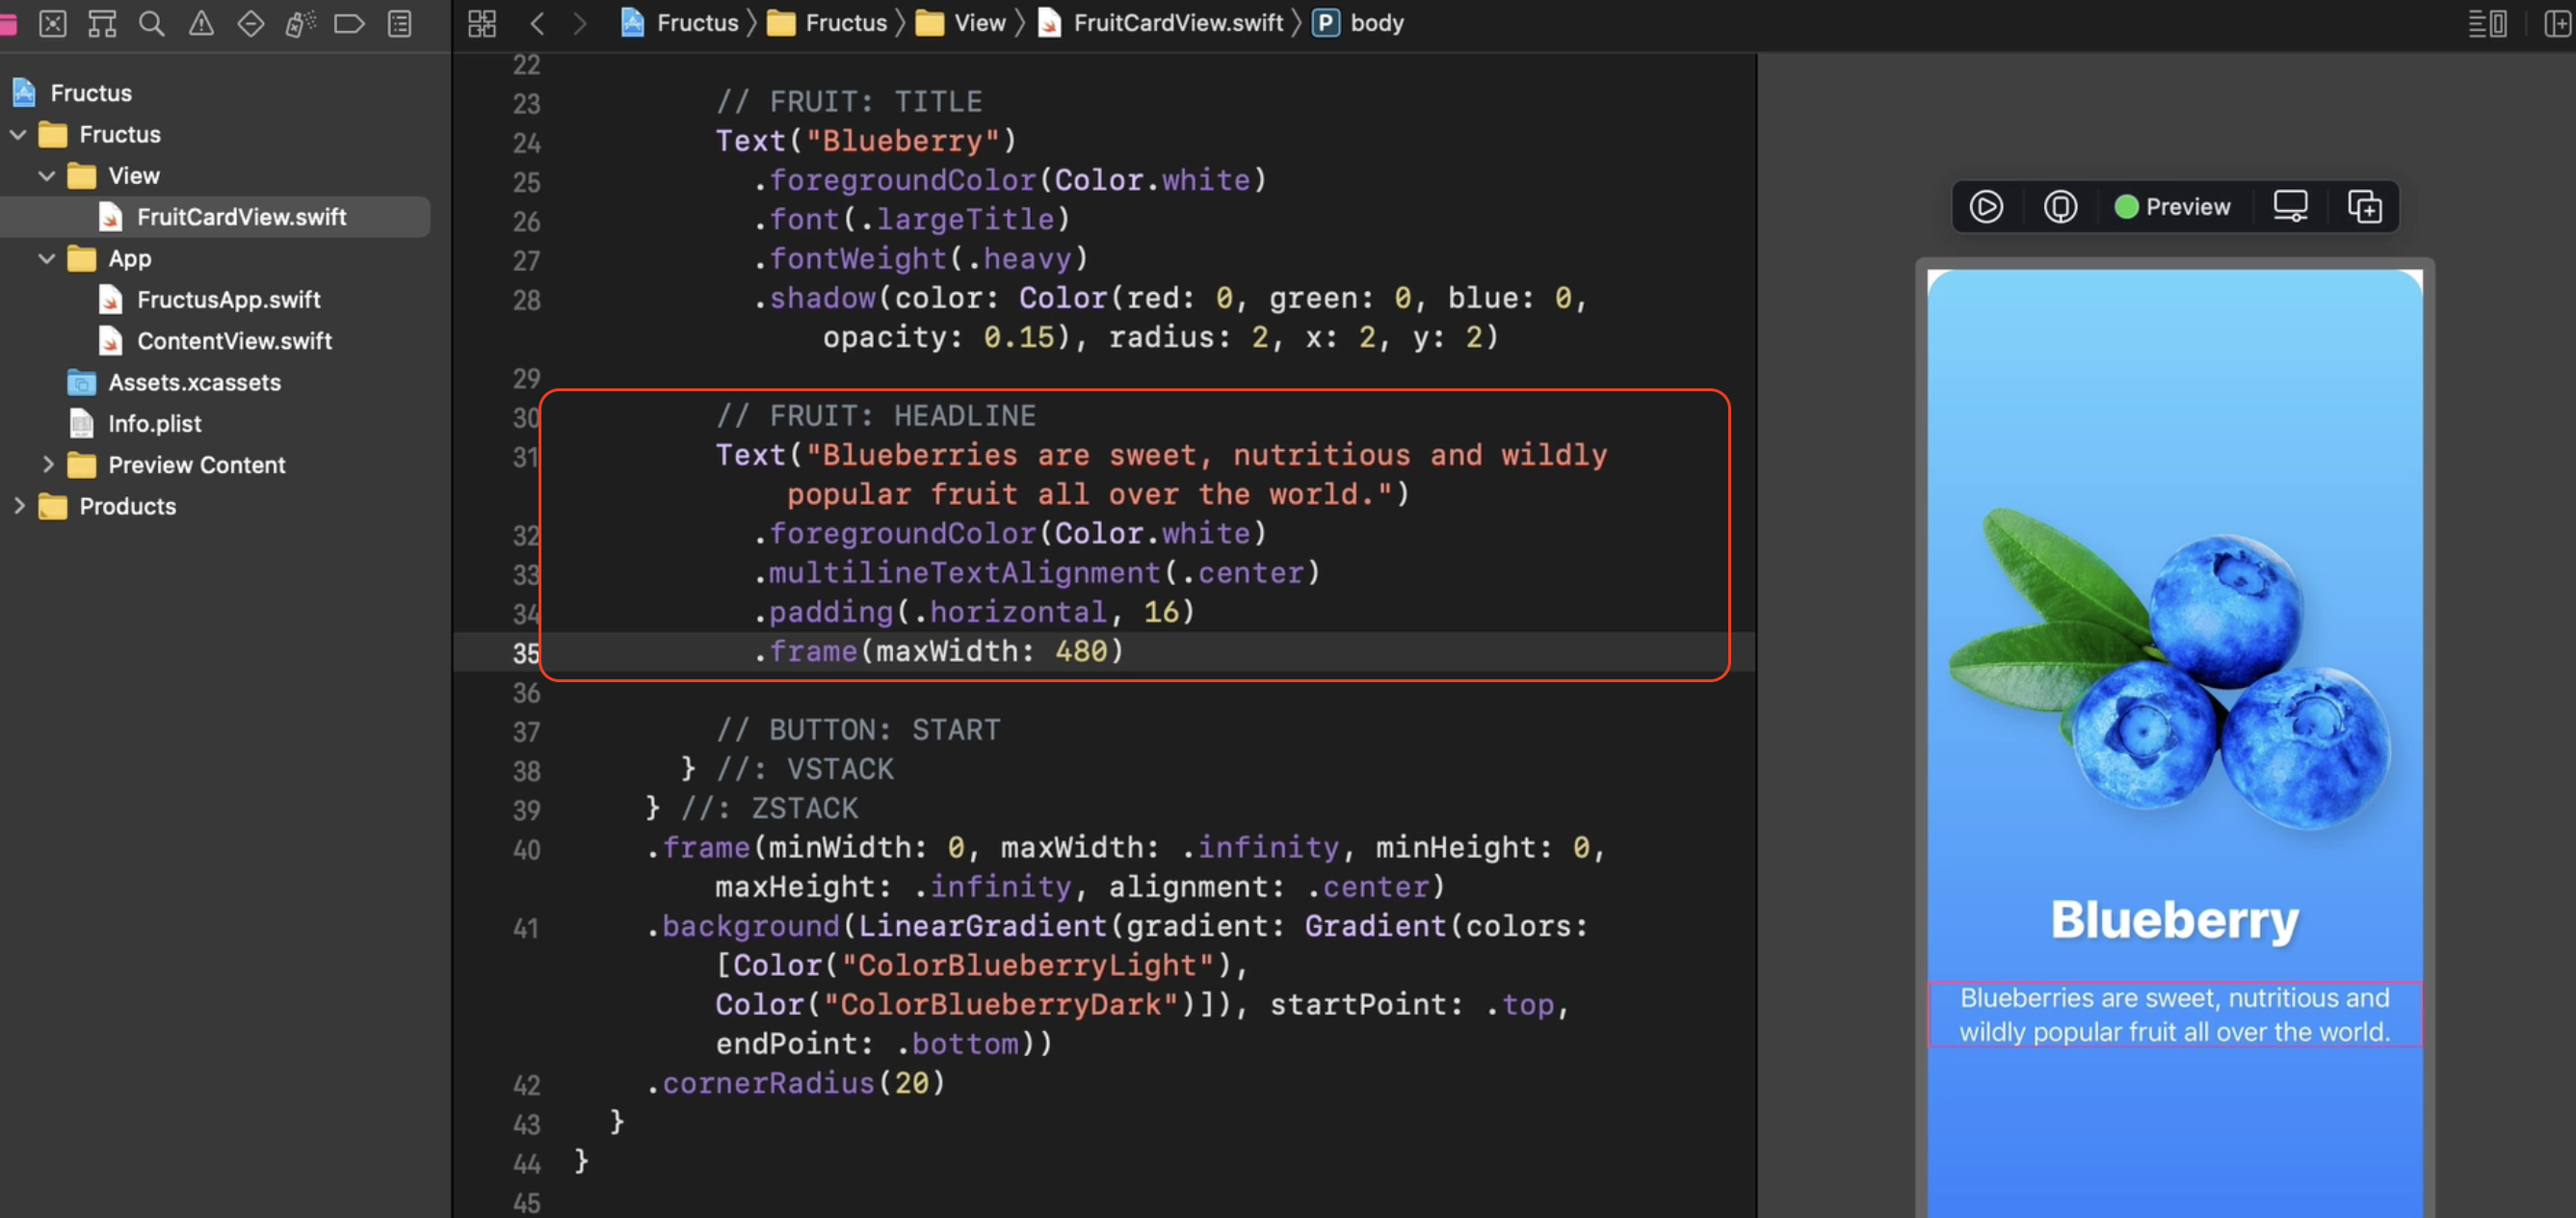 Fructus
Fructus
View
FruitCardView.swift
App
FructusApp.swift
ContentView.swift
Assets.xcassets
Info.plist
Preview Content
Products
Fructus 〉 Fructus 〉 View 〉 FruitCardView.swift 〉 P body
22
23 // FRUIT: TITLE
24 Text("Blueberry")
25 .foregroundColor(Color.white)
26 .font(.largeTitle)
27 .fontWeight(.heavy)
28 .shadow(color: Color(red: 0, green: 0, blue: 0,
opacity: 0.15), radius: 2, x: 2, y: 2)
29
30 // FRUIT: HEADLINE
31 Text("Blueberries are sweet, nutritious and wildly
popular fruit all over the world.")
32 .foregroundColor(Color.white)
33 .multilineTextAlignment(.center)
34 .padding(.horizontal, 16)
35 .frame(maxWidth: 480)
36
37 // BUTTON: START
38 } //: VSTACK
39 } //: ZSTACK
40 .frame(minWidth: 0, maxWidth: .infinity, minHeight: 0,
maxHeight: .infinity, alignment: .center)
41 .background(LinearGradient(gradient: Gradient(colors:
[Color("ColorBlueberryLight"),
Color("ColorBlueberryDark")]), startPoint: .top,
endPoint: .bottom))
42 .cornerRadius(20)
43 }
44 }
45
Preview
Blueberry
Blueberries are sweet, nutritious and
wildly popular fruit all over the world.